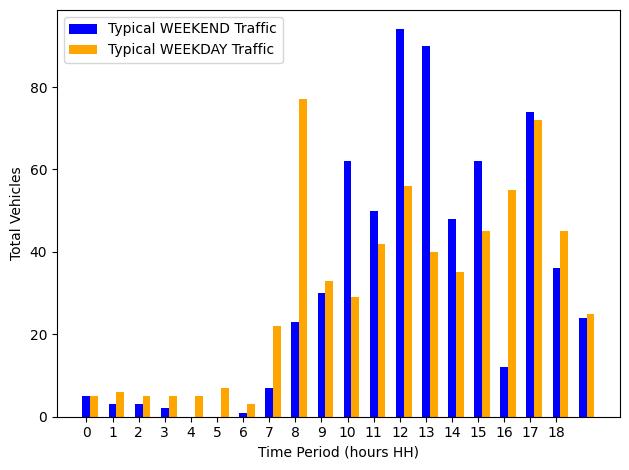 Typical WEEKEND Traffic
Typical WEEKDAY Traffic
80
60
40
20
0
Total Vehicles
0 1 2 3 4 5 6 7 8 9 10 11 12 13 14 15 16 17 18
Time Period (hours HH)